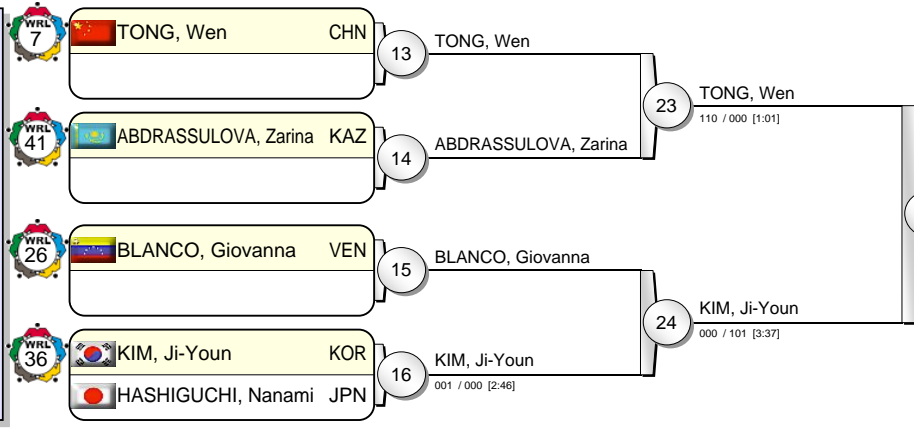 WRL 7 TONG, Wen CHN
13 TONG, Wen
23 TONG, Wen
110 / 000 [1:01]
WRL 41 ABDRASSULOVA, Zarina KAZ
14 ABDRASSULOVA, Zarina
WRL 26 BLANCO, Giovanna VEN
15 BLANCO, Giovanna
24 KIM, Ji-Youn
000 / 101 [3:37]
WRL 36 KIM, Ji-Youn KOR
16 KIM, Ji-Youn
001 / 000 [2:46]
HASHIGUCHI, Nanami JPN